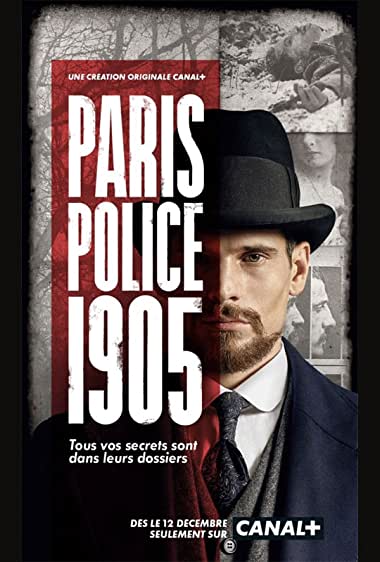 UNE CREATION ORIGINALE CANAL+
PARIS
POLICE
1905
Tous vos secrets sont
dans leurs dossiers
DES LE 12 DECEMBRE
SEULEMENT SUR
CANAL+